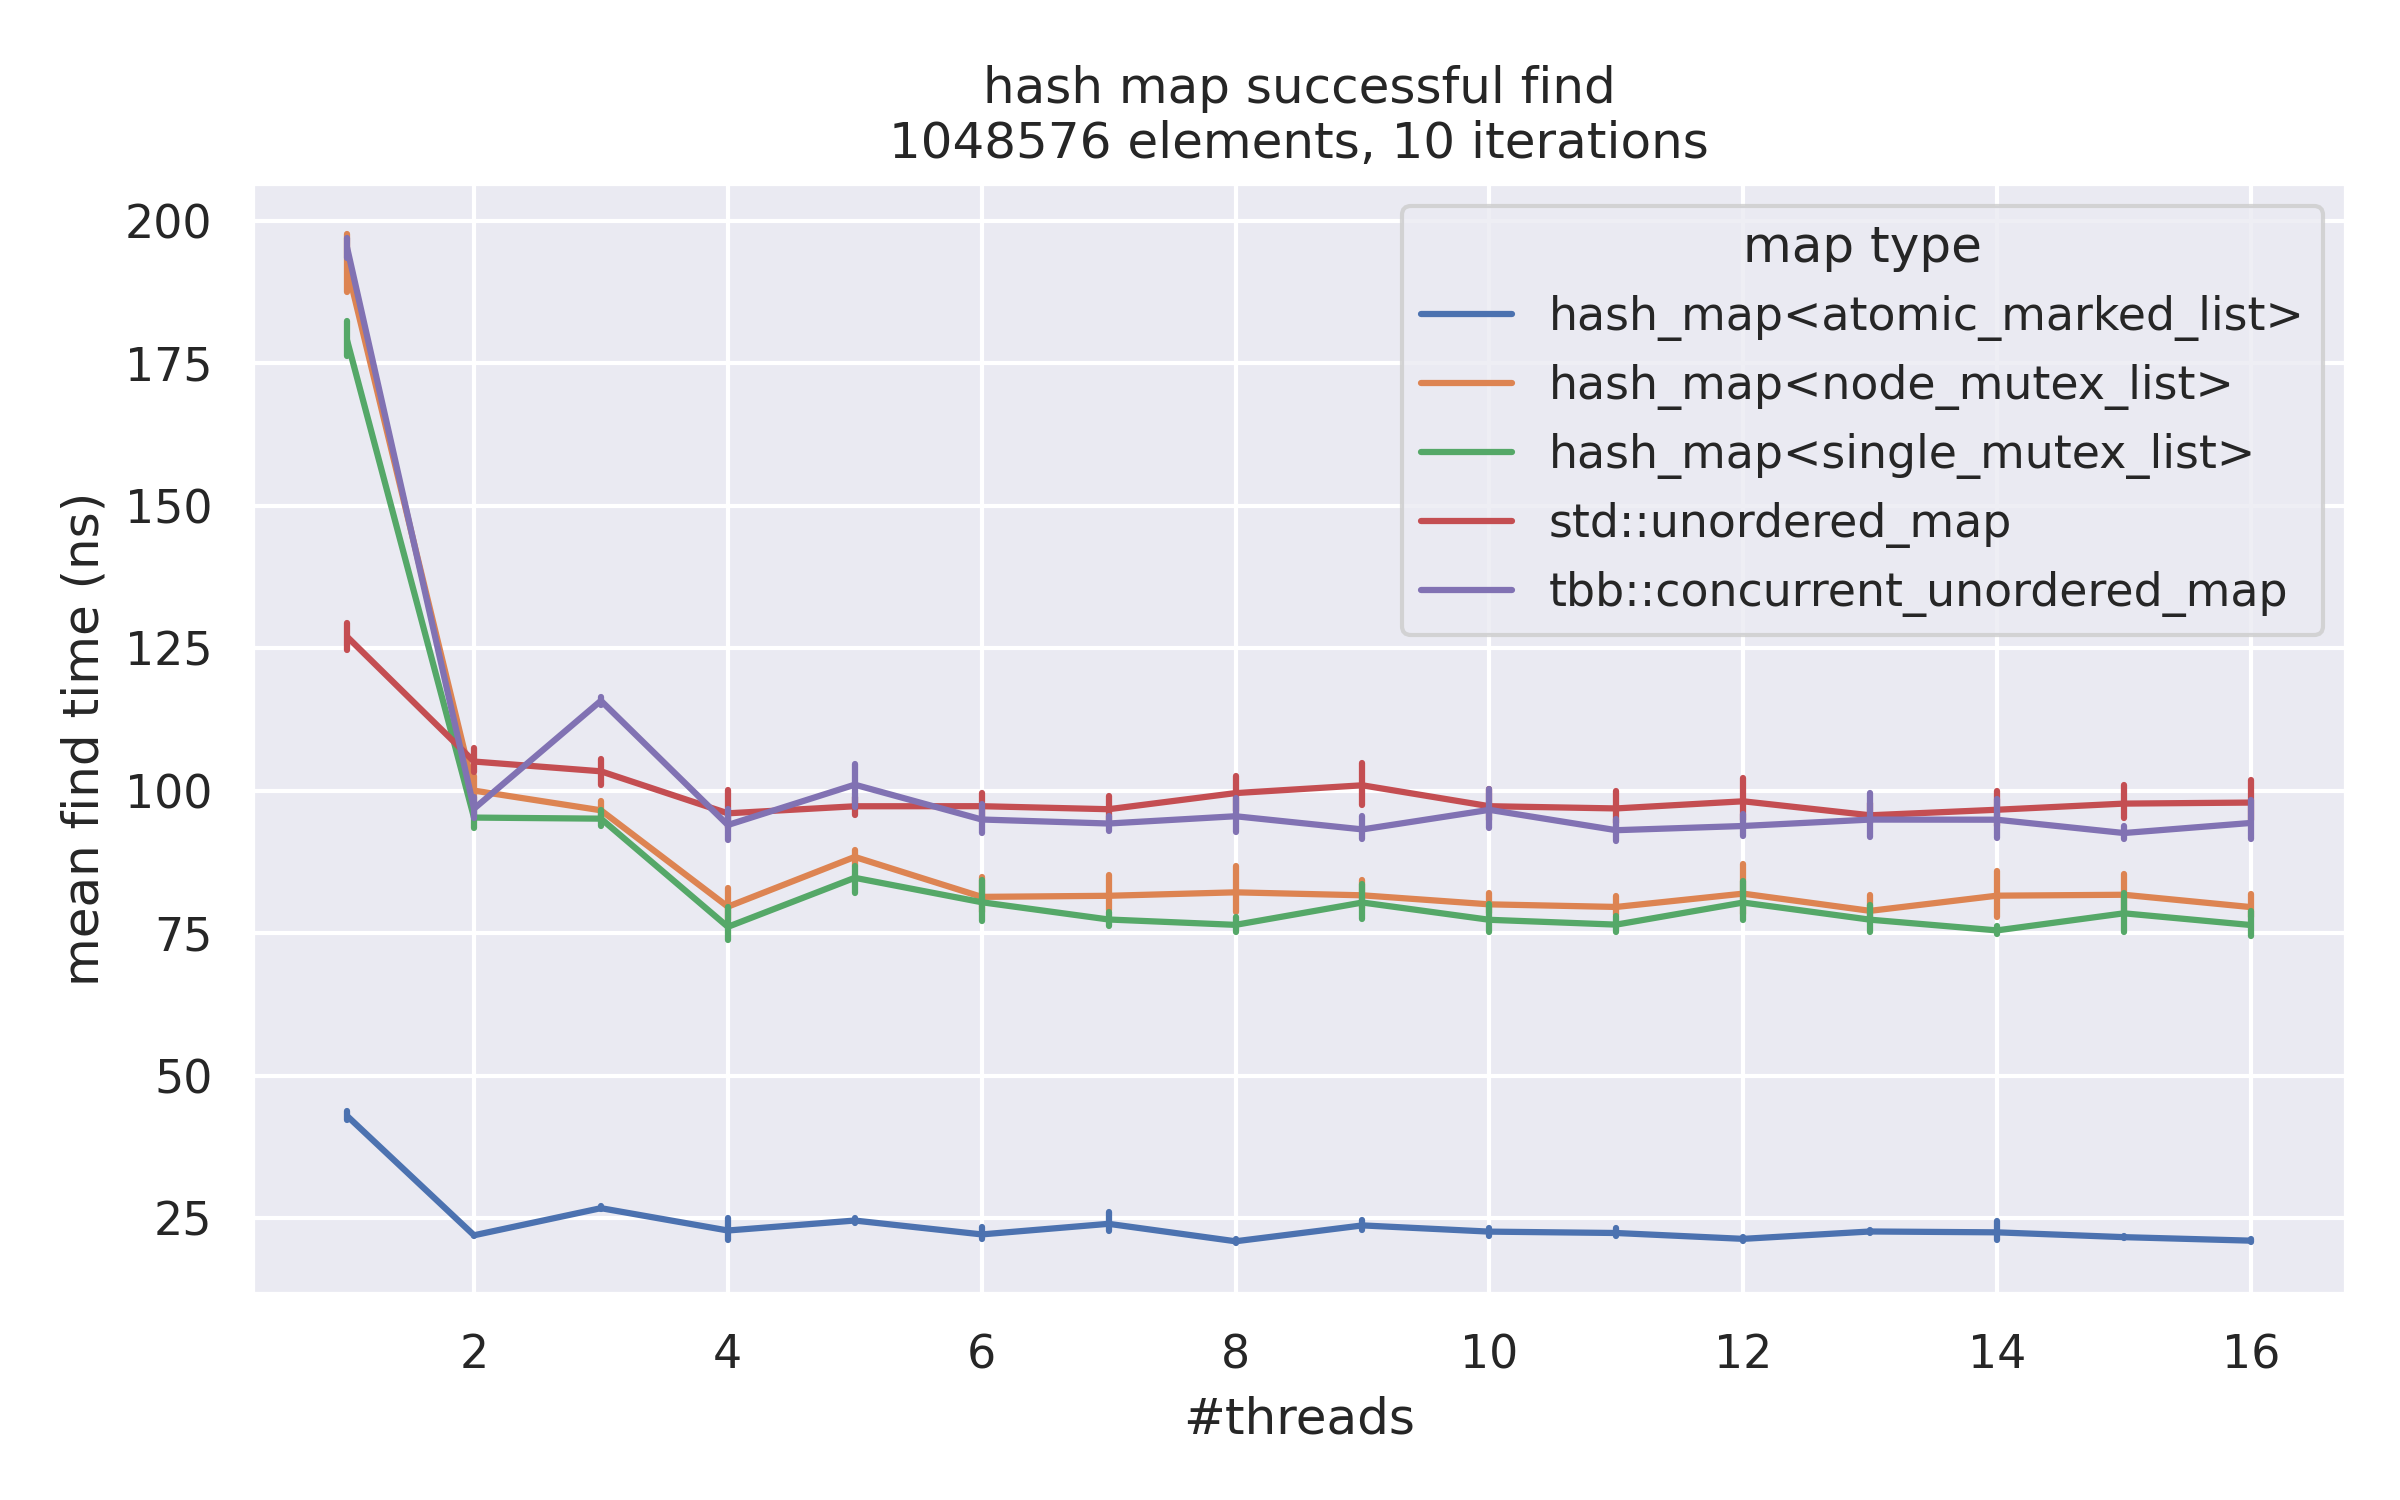 hash map successful find
1048576 elements, 10 iterations
mean find time (ns)
200
175
150
125
100
75
50
25
map type
hash_map<atomic_marked_list>
hash_map<node_mutex_list>
hash_map<single_mutex_list>
std::unordered_map
tbb::concurrent_unordered_map
2 4 6 8 10 12 14 16
#threads